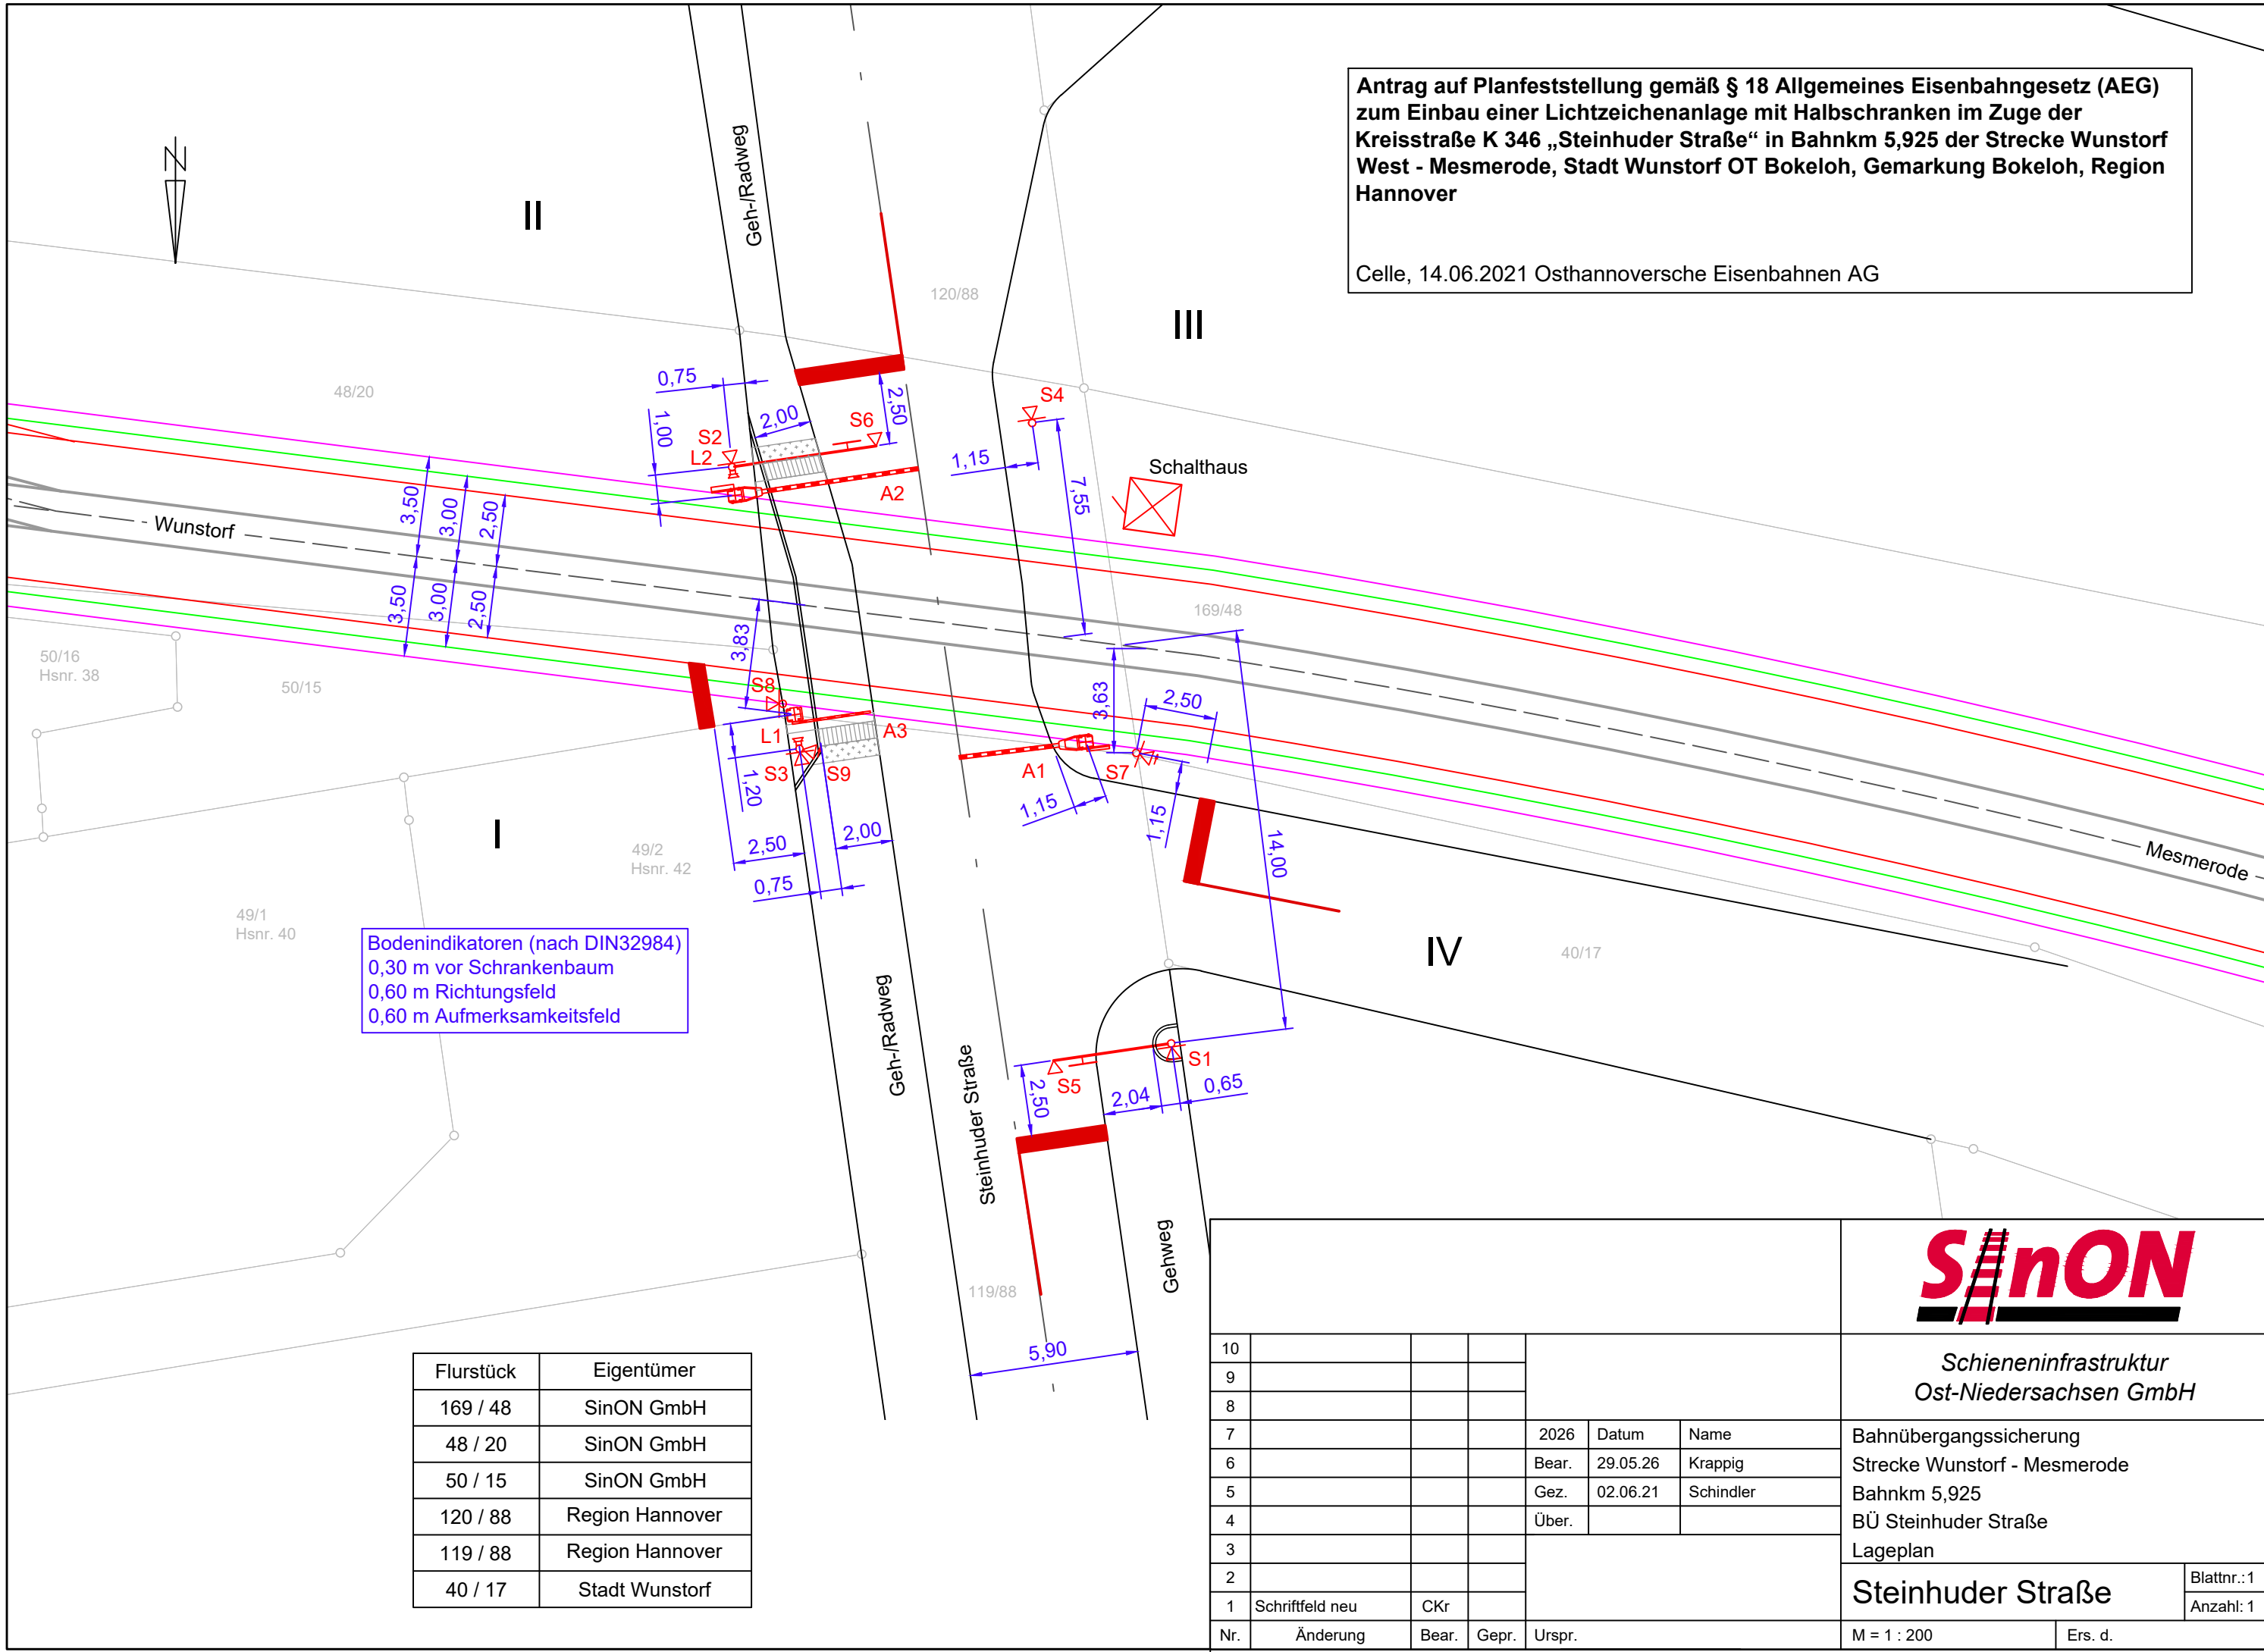 Antrag auf Planfeststellung gemäß § 18 Allgemeines Eisenbahngesetz (AEG)
zum Einbau einer Lichtzeichenanlage mit Halbschranken im Zuge der
Kreisstraße K 346 „Steinhuder Straße“ in Bahnkm 5,925 der Strecke Wunstorf
West - Mesmerode, Stadt Wunstorf OT Bokeloh, Gemarkung Bokeloh, Region
Hannover
Celle, 14.06.2021 Osthannoversche Eisenbahnen AG
N
II
Geh-/Radweg
120/88
III
48/20
0,75
1,00
2,00
S2
L2
S6
2,50
A2
S4
1,15
7,55
Schalthaus
Wunstorf
3,50
3,00
2,50
3,50
3,00
2,50
169/48
50/16
Hsnr. 38
50/15
3,83
S8
L1
A3
S3
S9
1,20
2,50
2,00
0,75
3,63
2,50
A1
S7
1,15
1,15
14,00
Mesmerode
I
49/2
Hsnr. 42
49/1
Hsnr. 40
IV
40/17
Bodenindikatoren (nach DIN32984)
0,30 m vor Schrankenbaum
0,60 m Richtungsfeld
0,60 m Aufmerksamkeitsfeld
Geh-/Radweg
Steinhuder Straße
S1
S5
2,50
2,04
0,65
Gehweg
119/88
5,90
Flurstück Eigentümer
169 / 48 SinON GmbH
48 / 20 SinON GmbH
50 / 15 SinON GmbH
120 / 88 Region Hannover
119 / 88 Region Hannover
40 / 17 Stadt Wunstorf
SinON
Schieneninfrastruktur
Ost-Niedersachsen GmbH
10
9
8
7 2026 Datum Name
6 Bear. 29.05.26 Krappig
5 Gez. 02.06.21 Schindler
4 Über.
3
2
1 Schriftfeld neu CKr
Nr. Änderung Bear. Gepr. Urspr.
Bahnübergangssicherung
Strecke Wunstorf - Mesmerode
Bahnkm 5,925
BÜ Steinhuder Straße
Lageplan
Steinhuder Straße
Blattnr.:1
Anzahl: 1
M = 1 : 200 Ers. d.